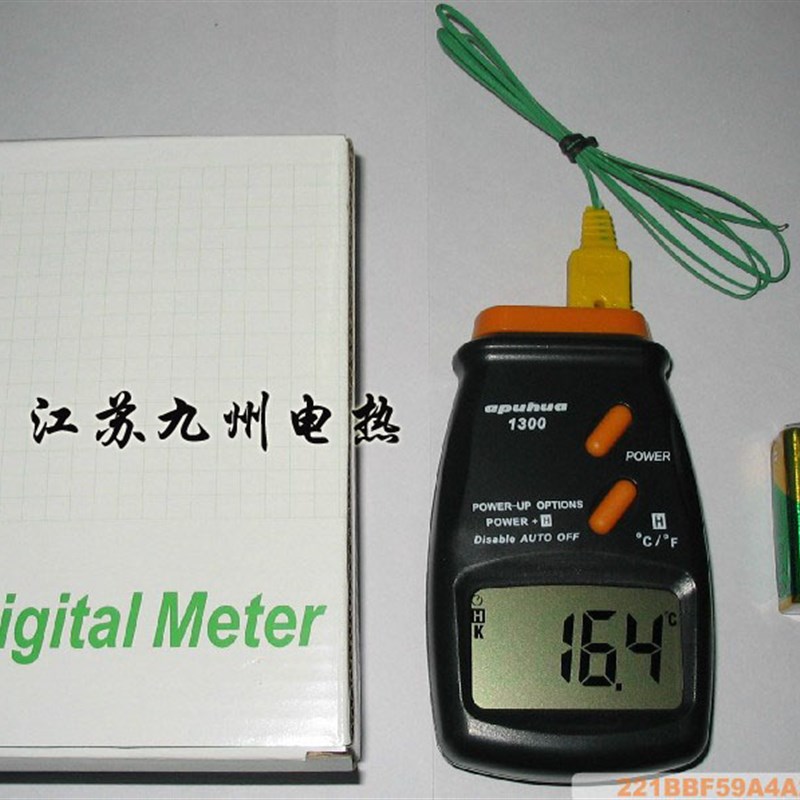 江苏九州电热
igital Meter
apuhua
1300
POWER
POWER-UP OPTIONS
POWER + H
Disable AUTO OFF
H
°C/°F
H
K
16.4 °C
221BBF59A4A